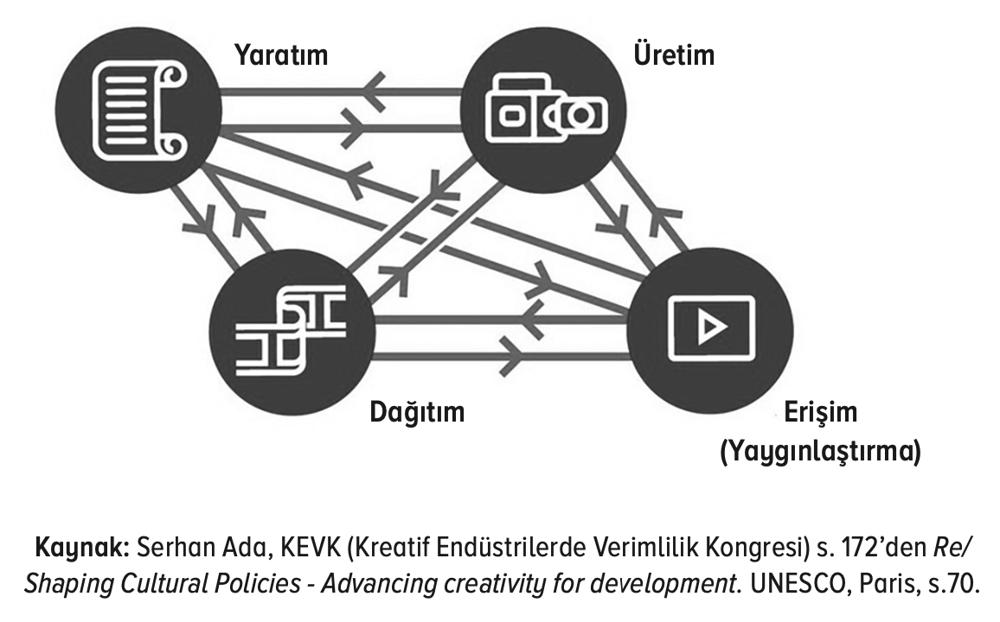 Yaratım
Üretim
Dağıtım
Erişim
(Yaygınlaştırma)
Kaynak: Serhan Ada, KEVK (Kreatif Endüstrilerde Verimlilik Kongresi) s. 172’den Re/
Shaping Cultural Policies - Advancing creativity for development. UNESCO, Paris, s.70.